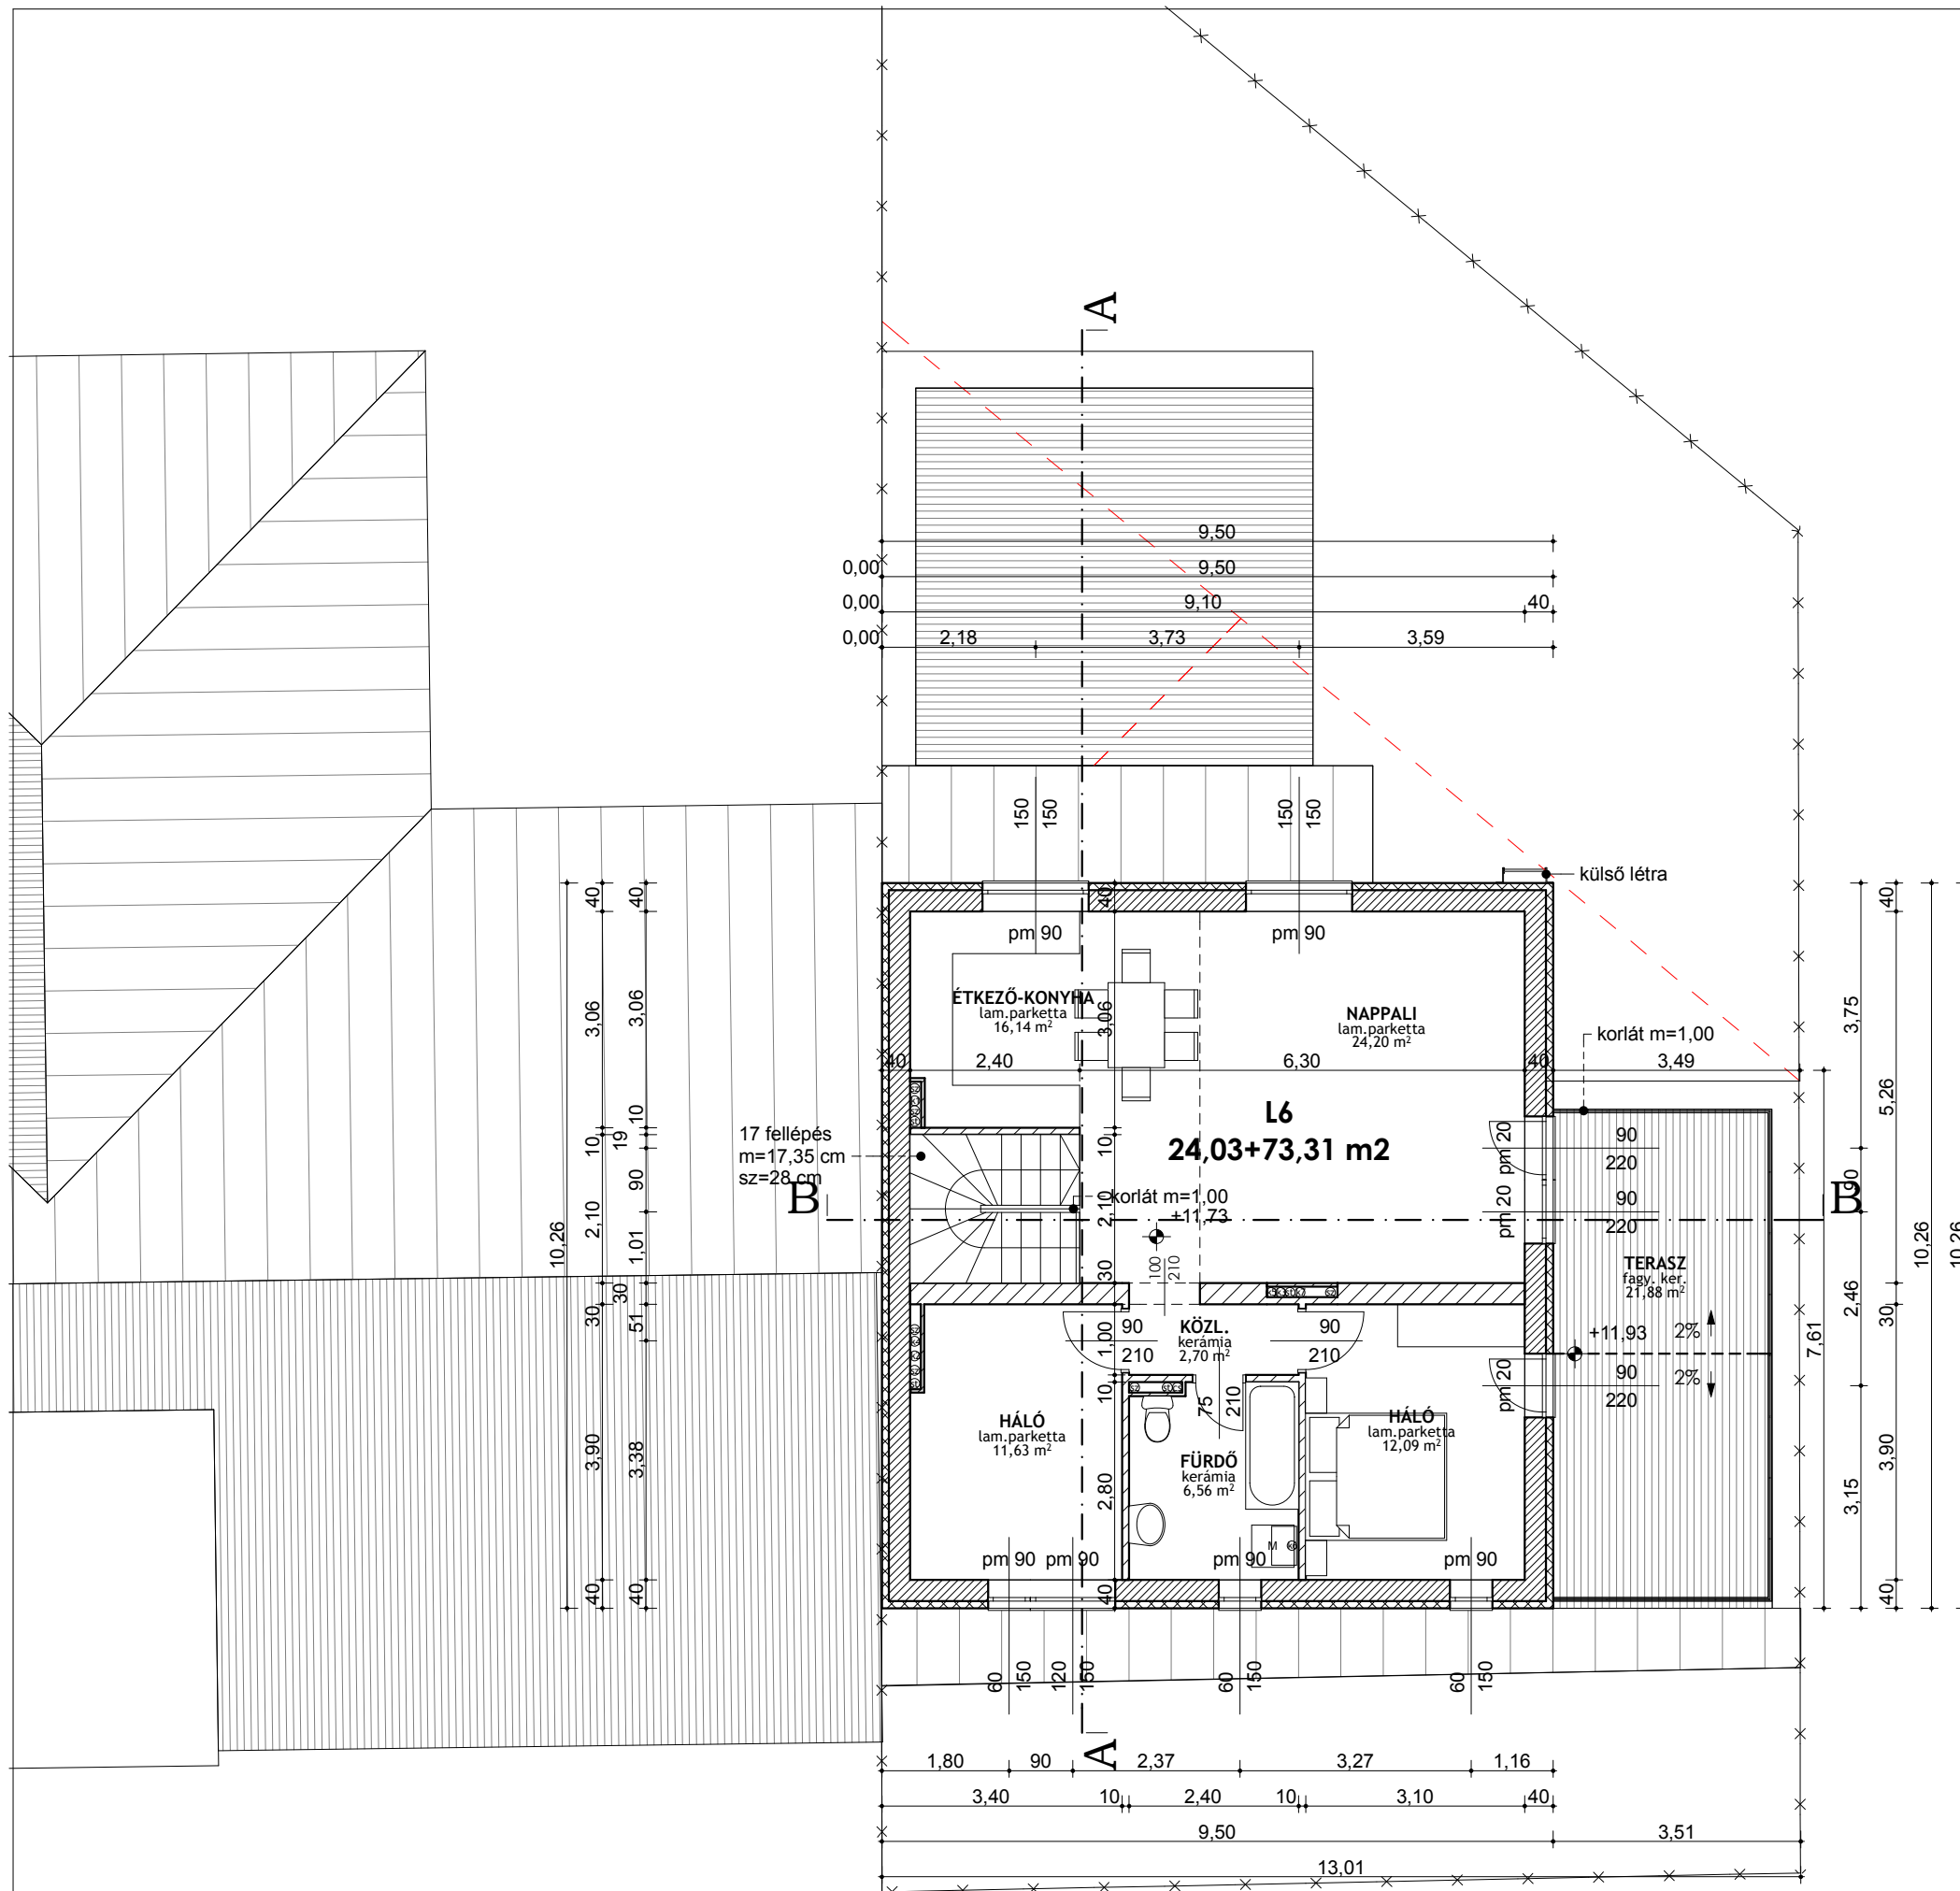 A
9,50
0,00
9,50
0,00
9,10
40
0,00
2,18
3,73
3,59
150
150
150
150
külső létra
40
40
40
40
pm 90
pm 90
ÉTKEZŐ-KONYHA
lam.parketta
16,14 m²
NAPPALI
lam.parketta
24,20 m²
3,06
3,06
3,06
3,75
korlát m=1,00
40
2,40
6,30
40
3,49
5,26
L6
24,03+73,31 m2
17 fellépés
m=17,35 cm
sz=28 cm
10
19
10
10
90
2,10
1,01
2,10
10,26
korlát m=1,00
+11,73
pm 20
90
220
pm 20
90
220
90
B
B
10,26
10,26
TERASZ
fagy. ker.
21,88 m²
100
210
30
30
30
51
30
2,46
7,61
KÖZL.
kerámia
2,70 m²
90
210
90
210
1,00
10
+11,93
2%
2%
pm 20
90
220
75
210
HÁLÓ
lam.parketta
11,63 m²
HÁLÓ
lam.parketta
12,09 m²
FÜRDŐ
kerámia
6,56 m²
3,90
3,38
2,80
3,15
3,90
M
pm 90
pm 90
pm 90
pm 90
40
40
40
40
60
150
120
150
60
150
60
150
A
1,80
90
2,37
3,27
1,16
3,40
10
2,40
10
3,10
40
9,50
3,51
13,01